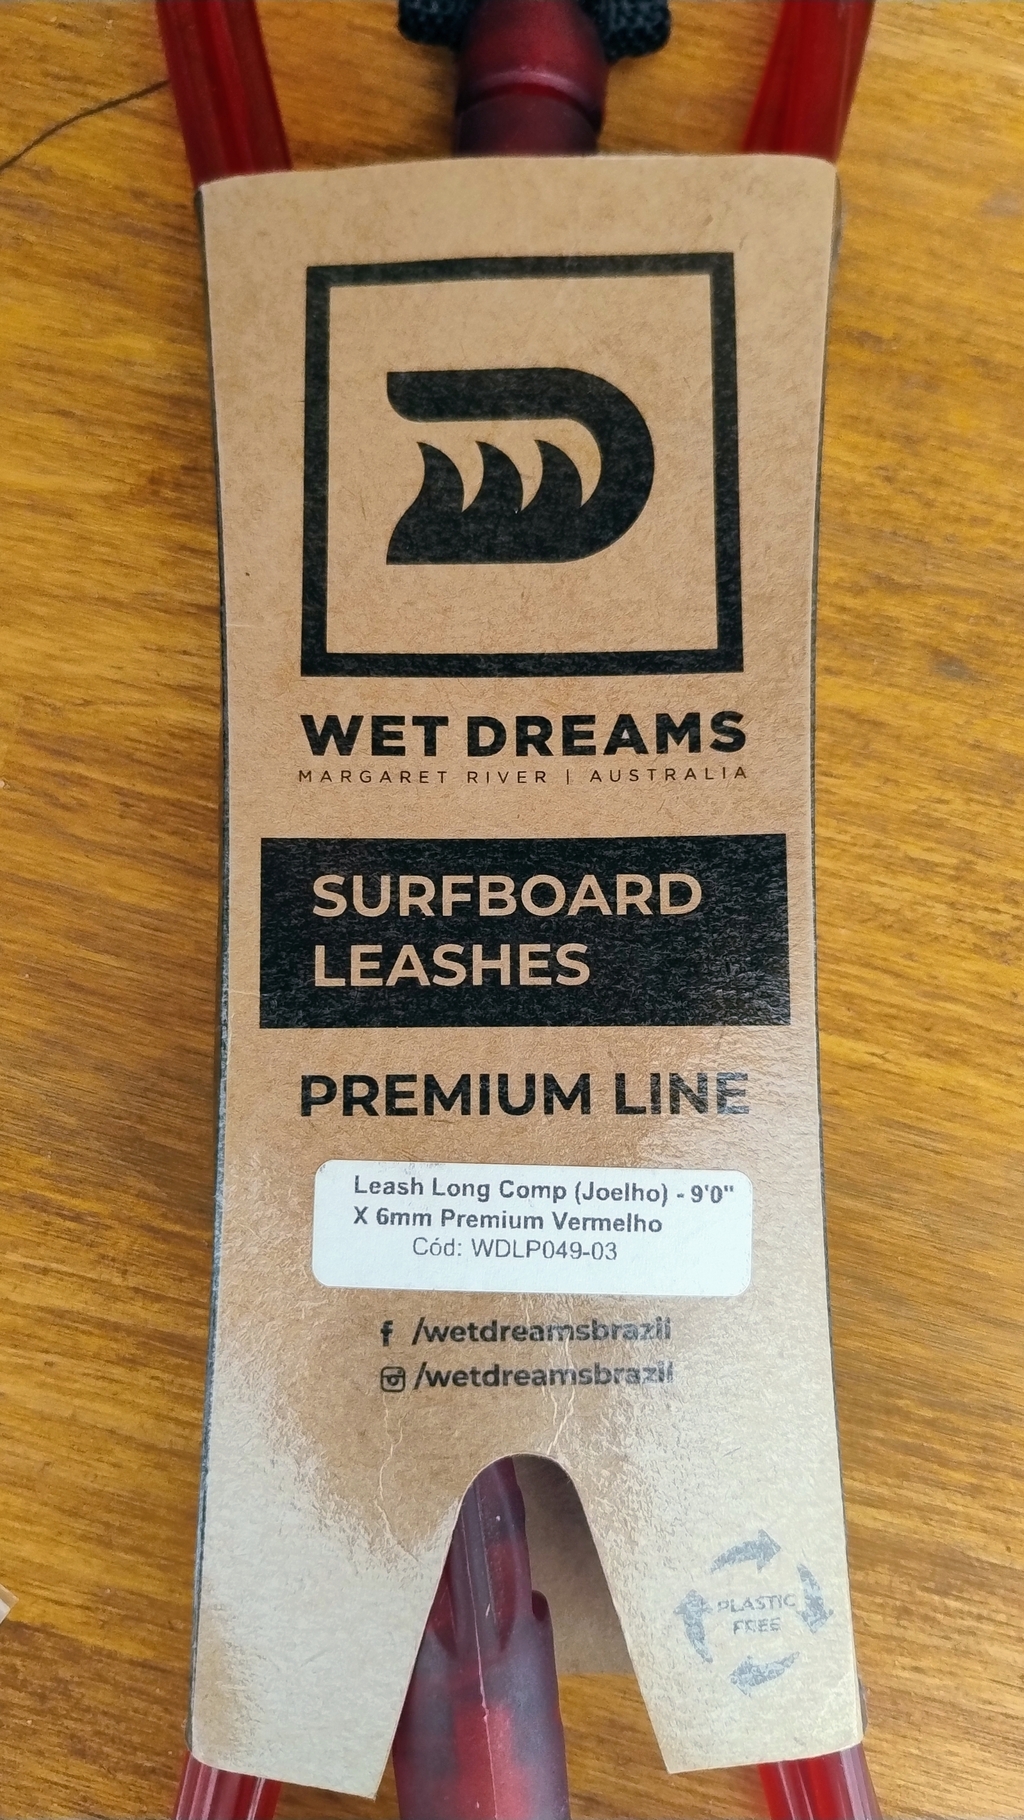 WET DREAMS
MARGARET RIVER | AUSTRALIA
SURFBOARD
LEASHES
PREMIUM LINE
Leash Long Comp (Joelho) - 9'0"
X 6mm Premium Vermelho
Cód: WDLP049-03
/wetdreamsbrazil
/wetdreamsbrazil
PLASTIC
FREE